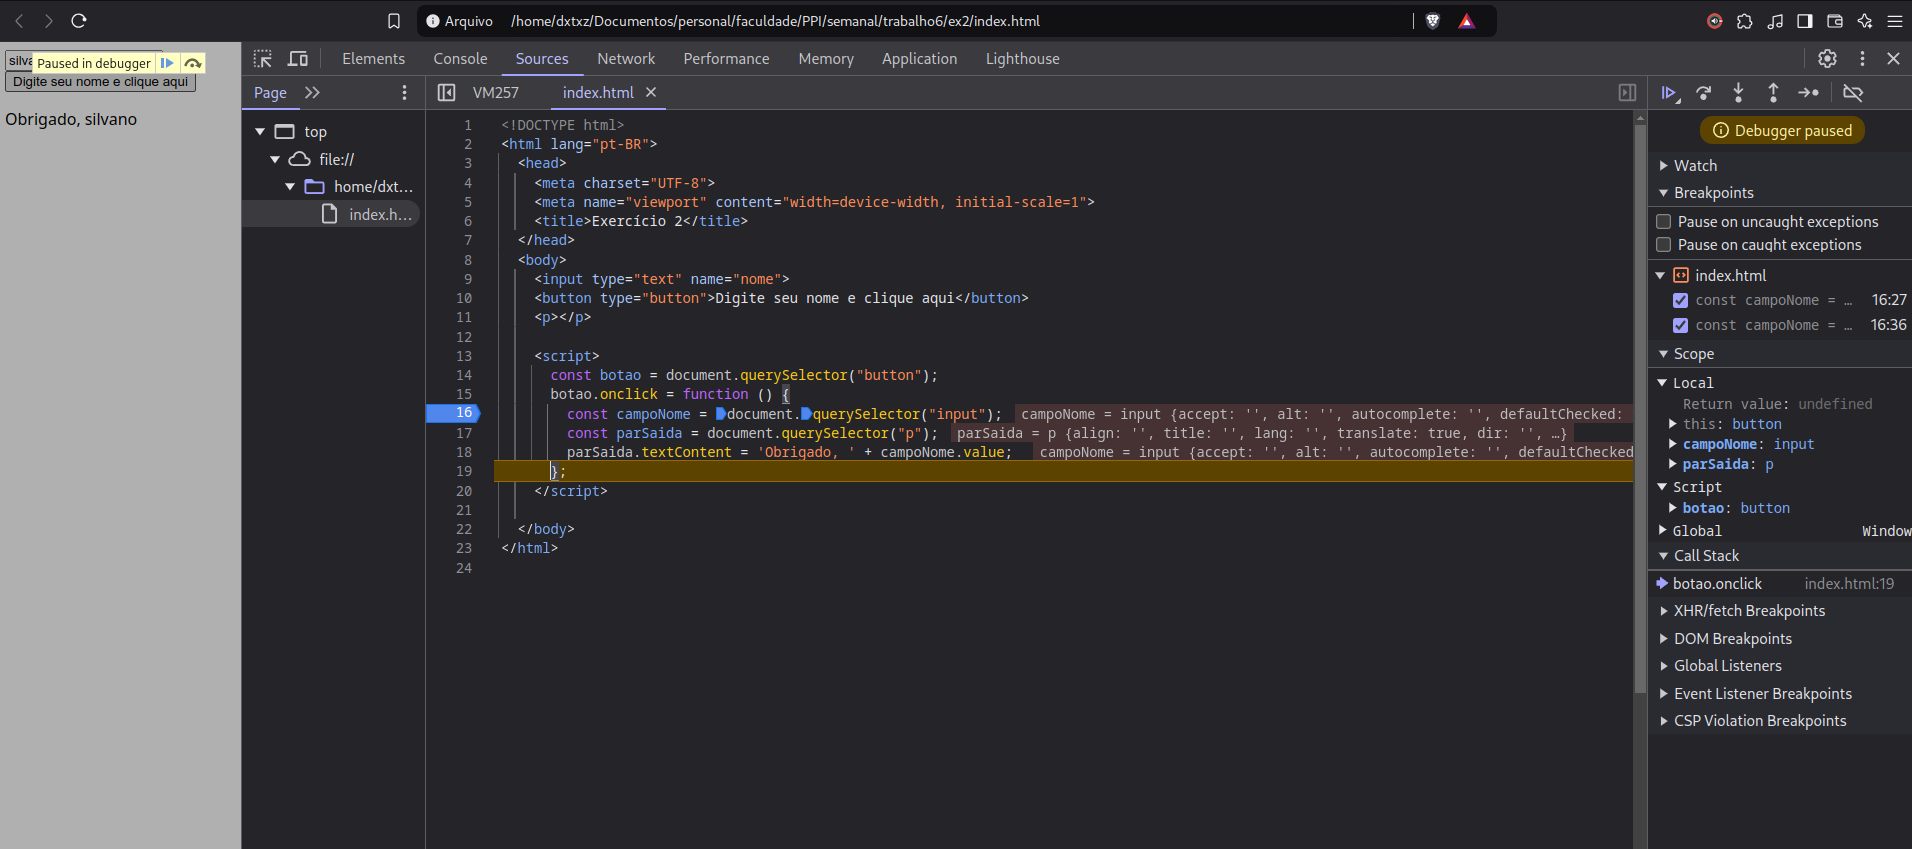 Arquivo /home/dxtxz/Documentos/personal/faculdade/PPI/semanal/trabalho6/ex2/index.html
silva
Paused in debugger
Digite seu nome e clique aqui
Obrigado, silvano
Elements Console Sources Network Performance Memory Application Lighthouse
Page
top
file://
home/dxt...
index.h...
VM257 index.html
1 <!DOCTYPE html>
2 <html lang="pt-BR">
3 <head>
4 <meta charset="UTF-8">
5 <meta name="viewport" content="width=device-width, initial-scale=1">
6 <title>Exercício 2</title>
7 </head>
8 <body>
9 <input type="text" name="nome">
10 <button type="button">Digite seu nome e clique aqui</button>
11 <p></p>
12
13 <script>
14 const botao = document.querySelector("button");
15 botao.onclick = function () {
16 const campoNome = document.querySelector("input"); campoNome = input {accept: '', alt: '', autocomplete: '', defaultChecked:
17 const parSaida = document.querySelector("p"); parSaida = p {align: '', title: '', lang: '', translate: true, dir: '', …}
18 parSaida.textContent = 'Obrigado, ' + campoNome.value; campoNome = input {accept: '', alt: '', autocomplete: '', defaultChecked
19 };
20 </script>
21
22 </body>
23 </html>
24
Debugger paused
Watch
Breakpoints
Pause on uncaught exceptions
Pause on caught exceptions
index.html
const campoNome = … 16:27
const campoNome = … 16:36
Scope
Local
Return value: undefined
this: button
campoNome: input
parSaida: p
Script
botao: button
Global Window
Call Stack
botao.onclick index.html:19
XHR/fetch Breakpoints
DOM Breakpoints
Global Listeners
Event Listener Breakpoints
CSP Violation Breakpoints